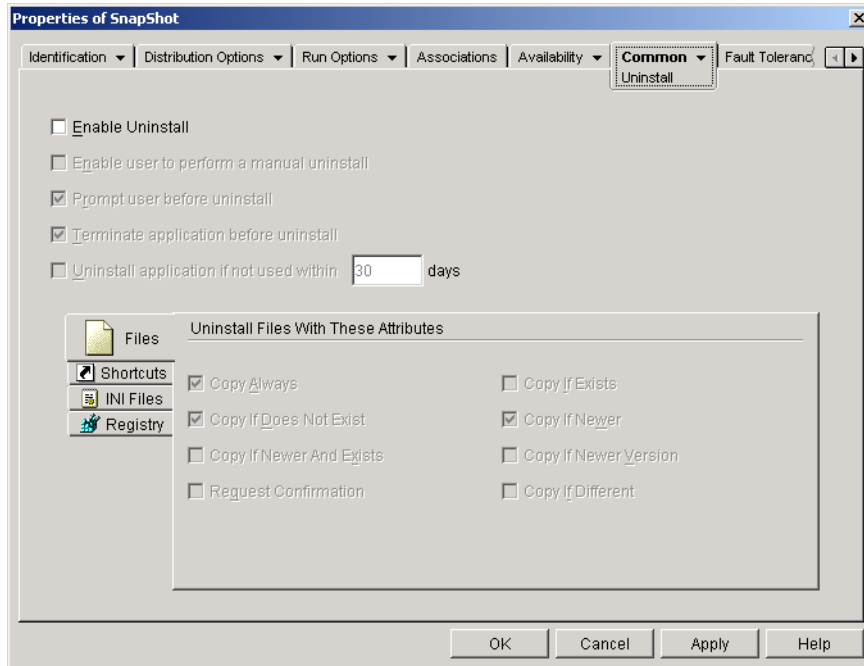 Properties of SnapShot
Identification Distribution Options Run Options Associations Availability Common Fault Toleranc
Uninstall
Enable Uninstall
Enable user to perform a manual uninstall
Prompt user before uninstall
Terminate application before uninstall
Uninstall application if not used within 30 days
Files
Uninstall Files With These Attributes
Shortcuts
INI Files
Registry
Copy Always Copy If Exists
Copy If Does Not Exist Copy If Newer
Copy If Newer And Exists Copy If Newer Version
Request Confirmation Copy If Different
OK Cancel Apply Help